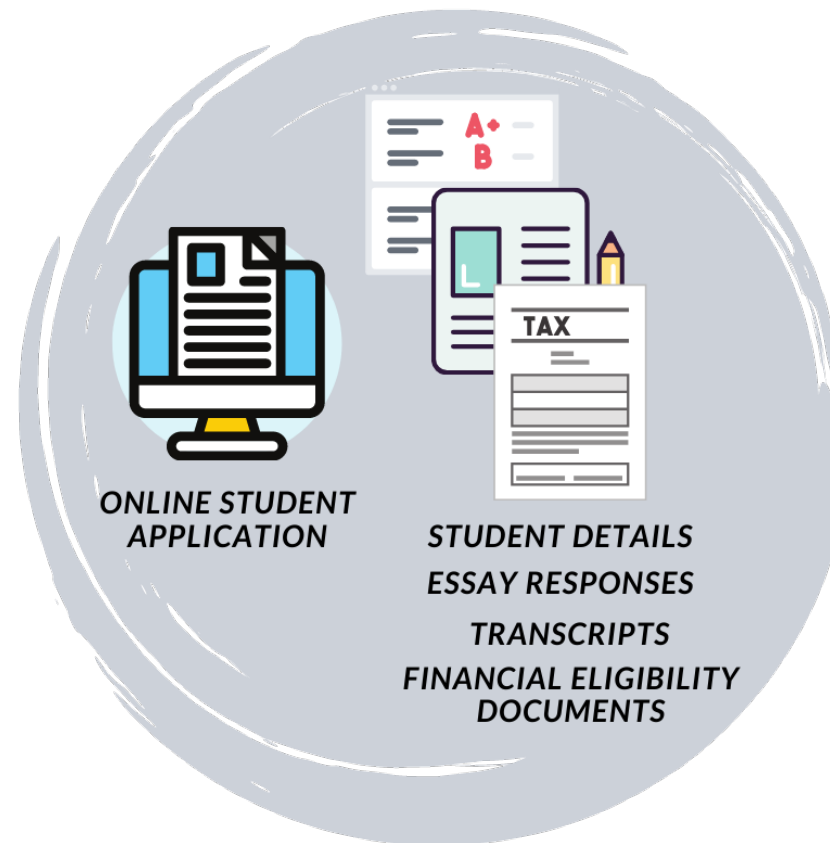 A+
B
TAX
ONLINE STUDENT
APPLICATION
STUDENT DETAILS
ESSAY RESPONSES
TRANSCRIPTS
FINANCIAL ELIGIBILITY
DOCUMENTS